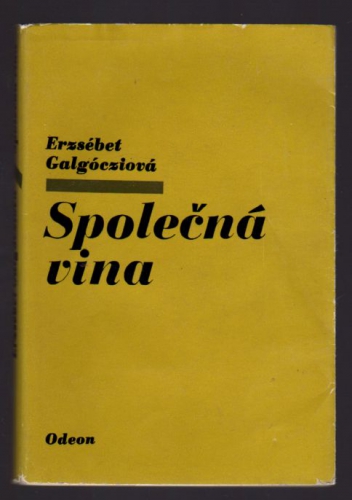 Erzsébet
Galgócziová
Společná
vina
Odeon